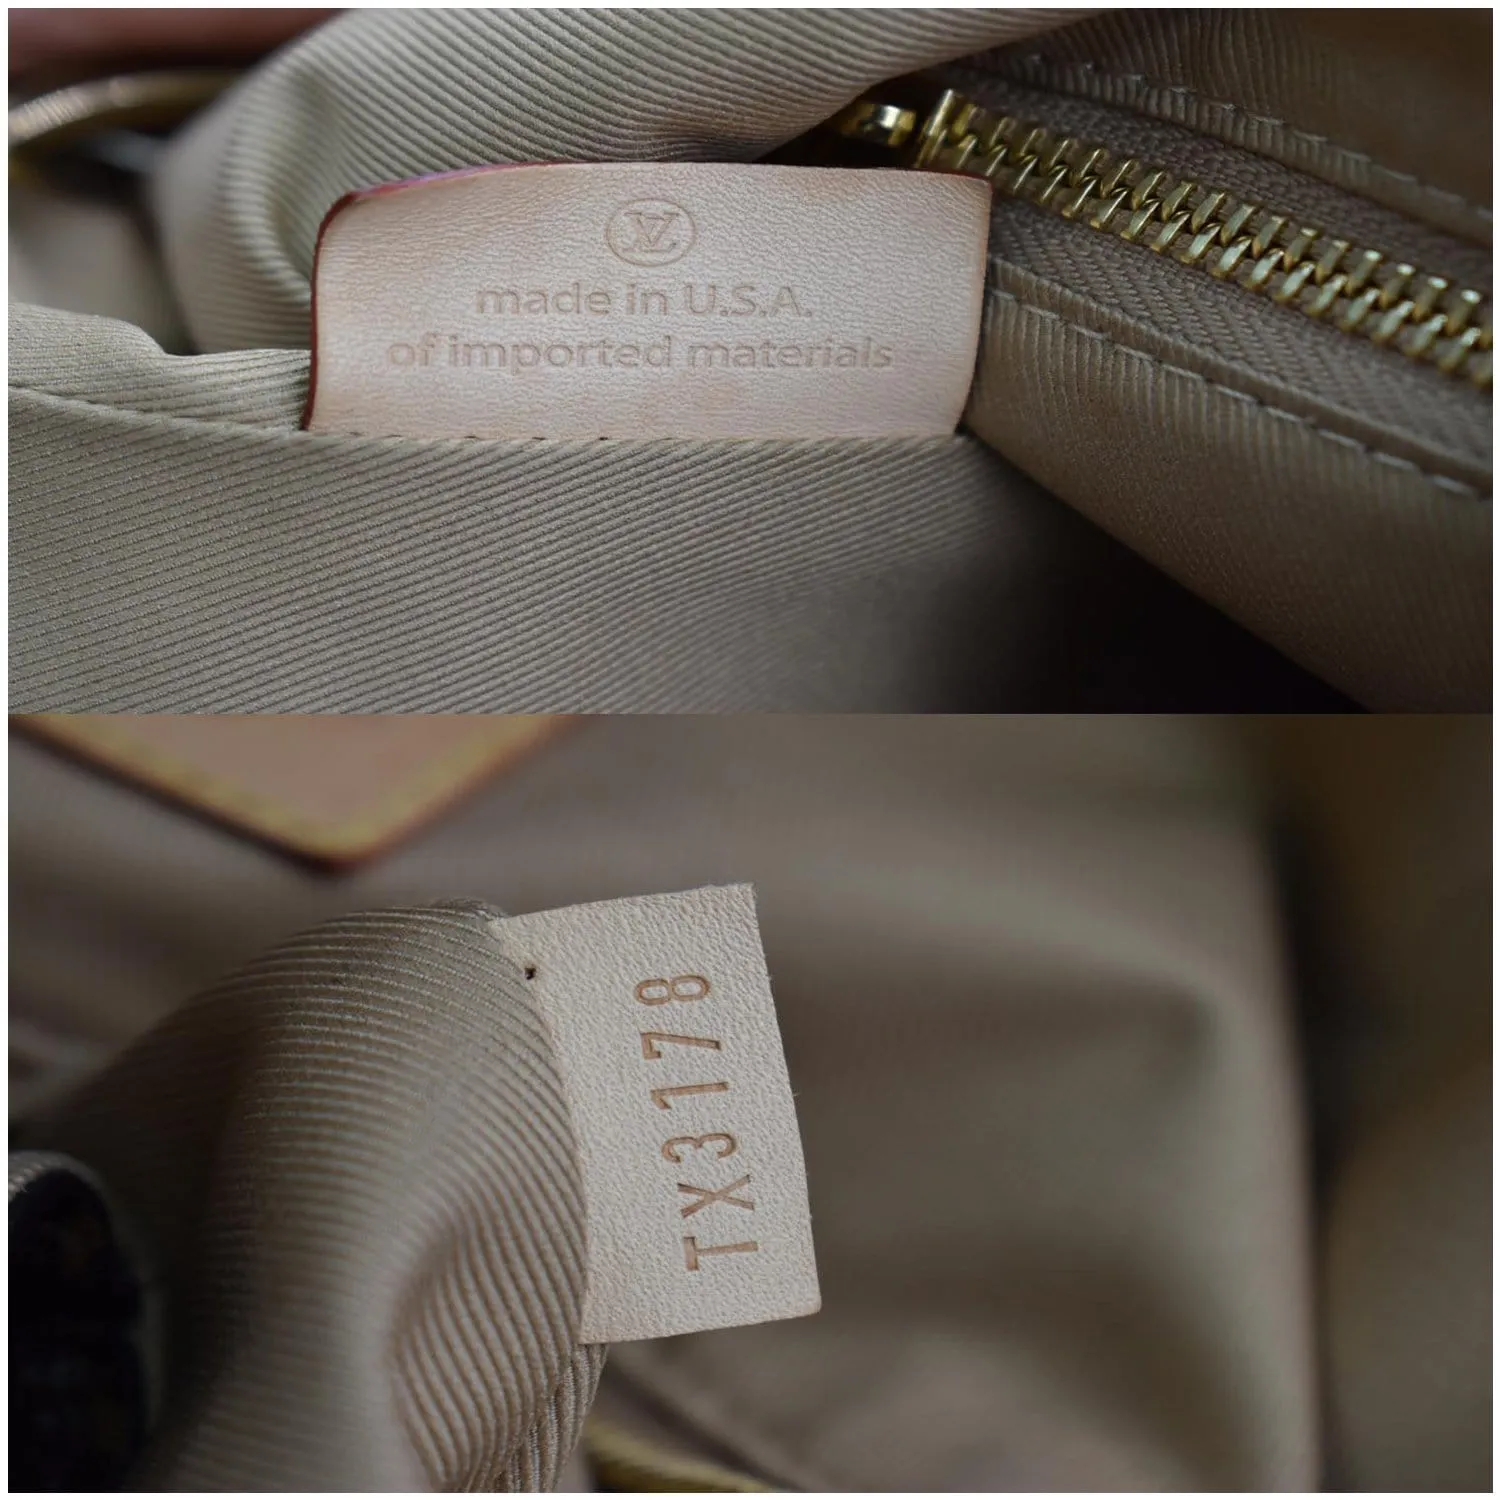 LV
made in U.S.A.
of imported materials
TX3178